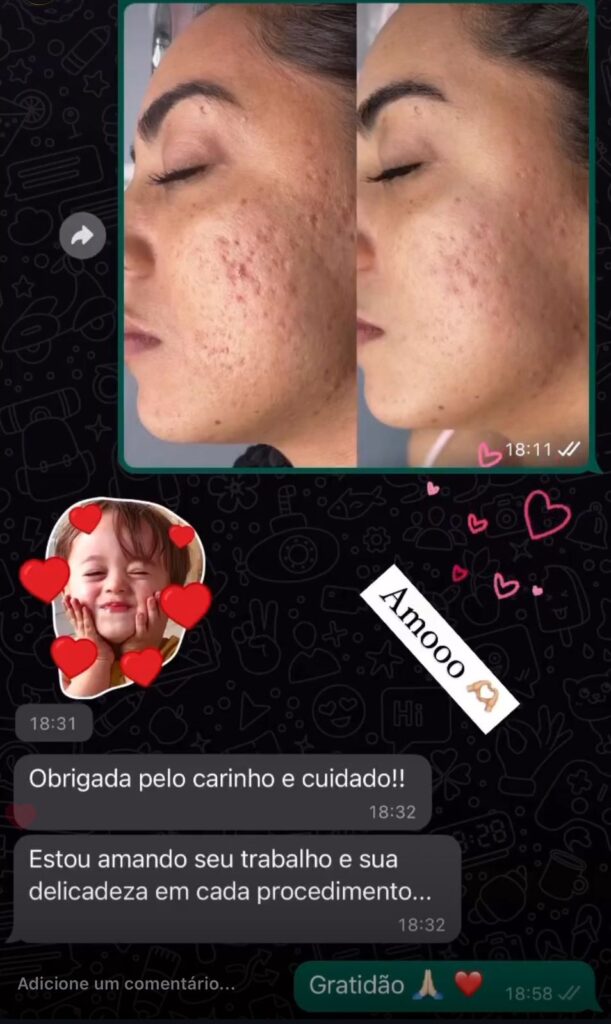 18:11
Amooo 🫶🏼
18:31
Obrigada pelo carinho e cuidado!!
18:32
Estou amando seu trabalho e sua
delicadeza em cada procedimento...
18:32
Adicione um comentário...
Gratidão 🙏🏼 ❤️
18:58